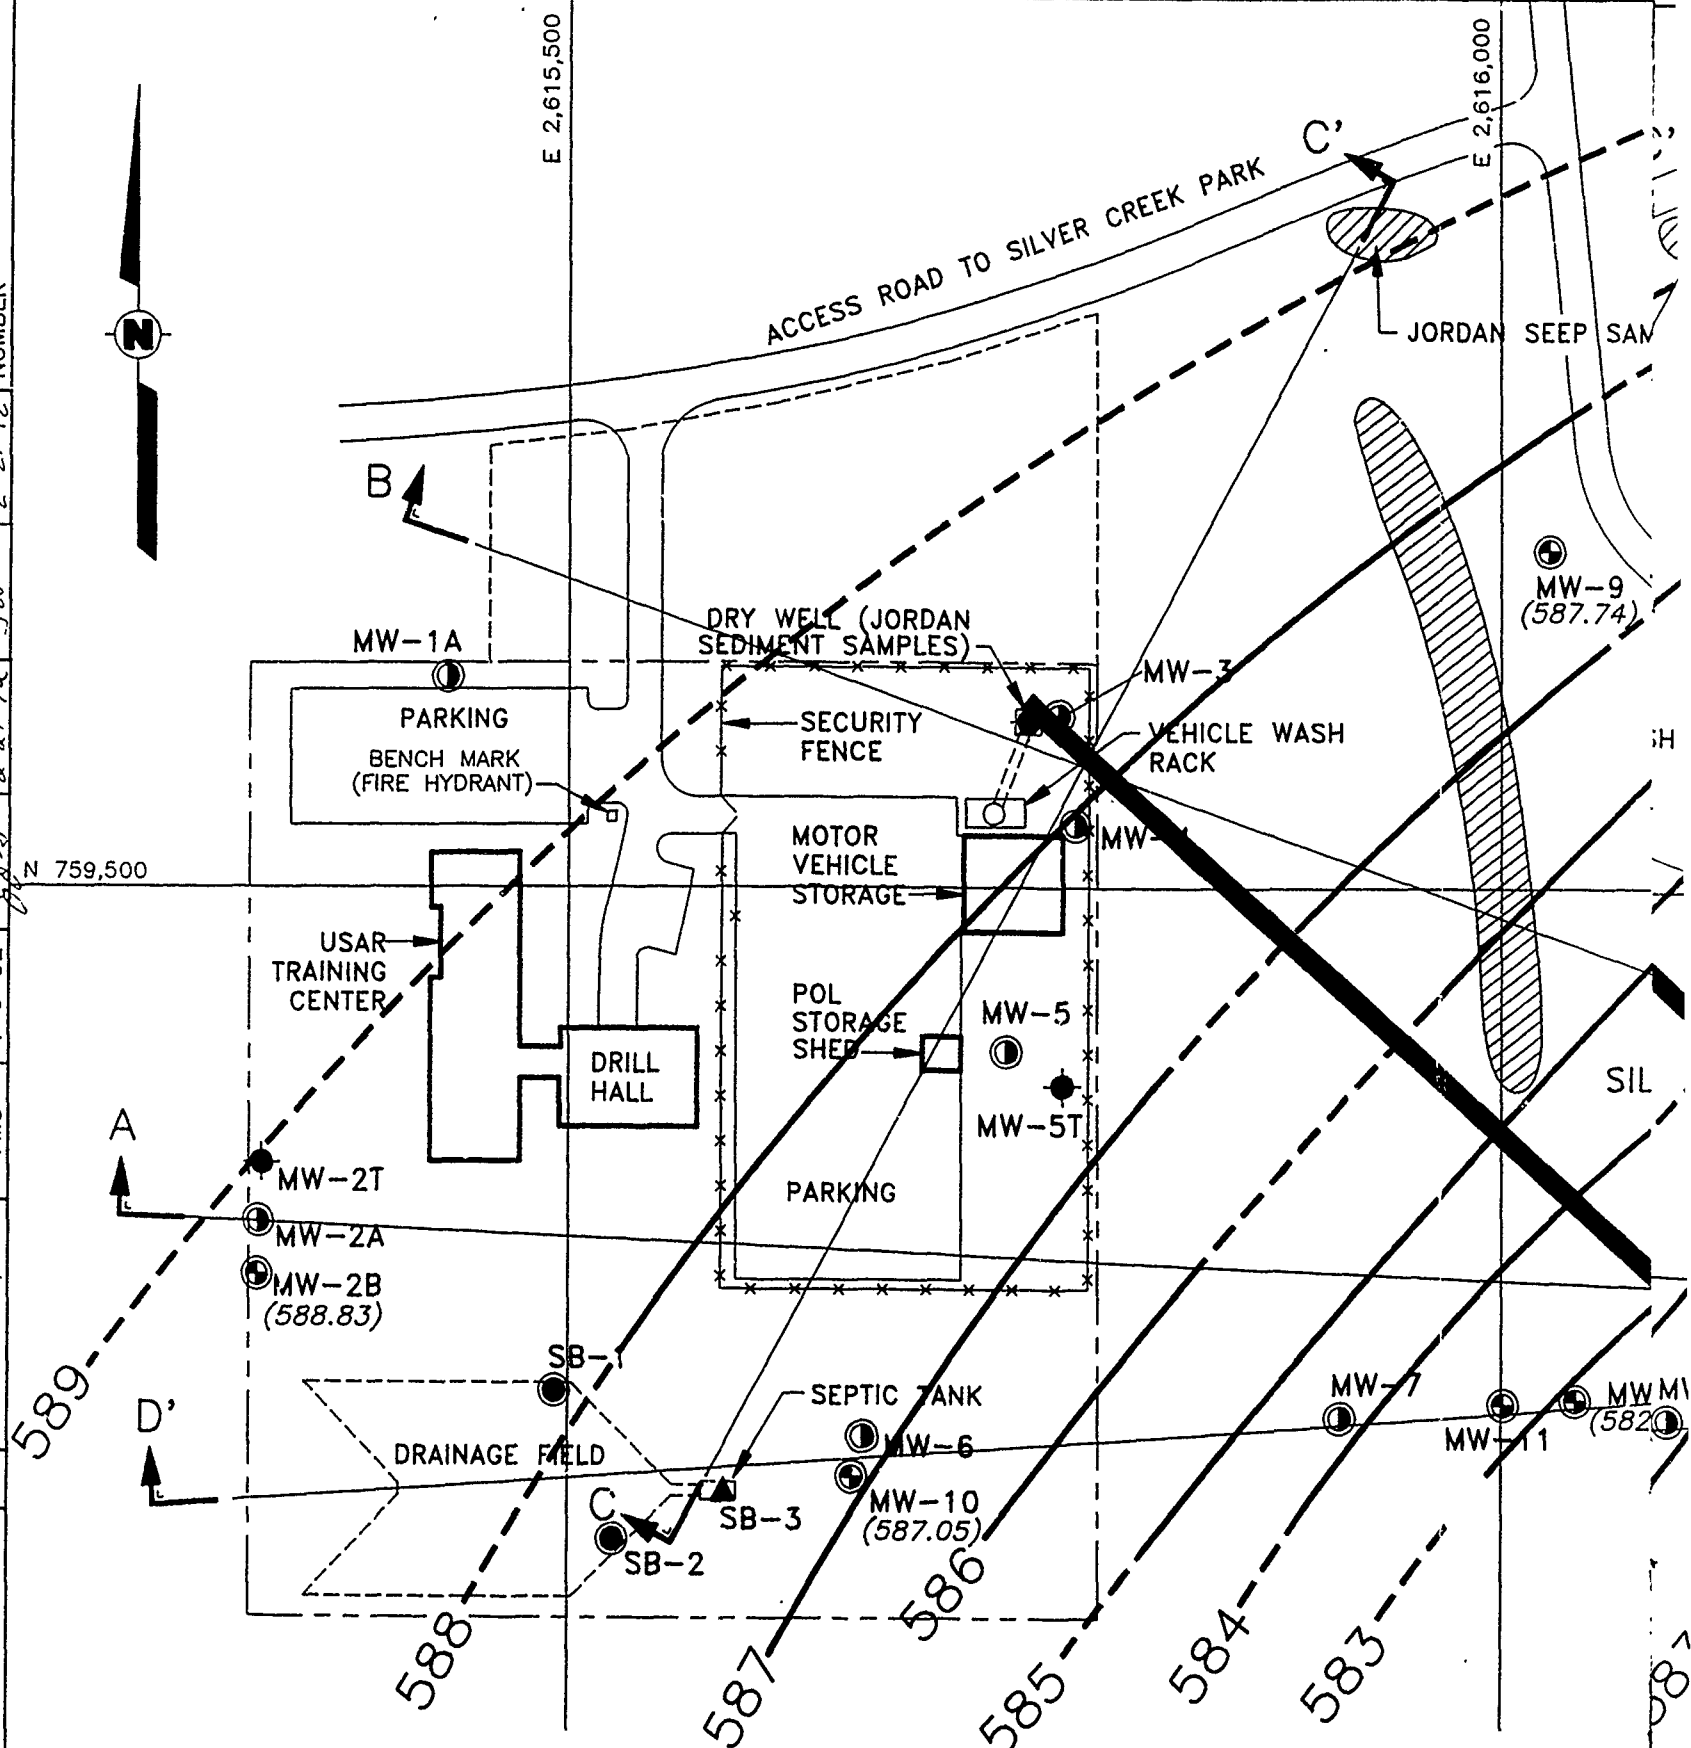 E 2,615,500
E 2,616,000
C'
ACCESS ROAD TO SILVER CREEK PARK
N
NUMBER
JORDAN SEEP SAM
B
MW-9
(587.74)
DRY WELL (JORDAN
SEDIMENT SAMPLES)
MW-1A
MW-3
PARKING
SECURITY
FENCE
VEHICLE WASH
RACK
BENCH MARK
(FIRE HYDRANT)
MOTOR
VEHICLE
STORAGE
N 759,500
USAR
TRAINING
CENTER
POL
STORAGE
SHED
MW-5
DRILL
HALL
SIL
MW-5T
A
MW-2T
PARKING
MW-2A
MW-2B
(588.83)
SB-1
SEPTIC TANK
MW-7
MW
(582
589
D'
MW-6
MW-11
DRAINAGE FIELD
C
MW-10
(587.05)
SB-3
SB-2
586
588
587
585
584
583